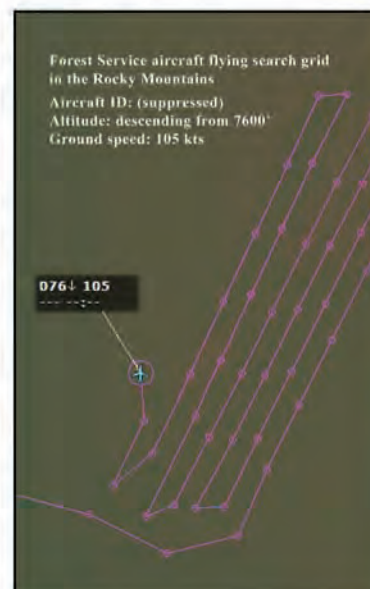 Forest Service aircraft flying search grid
in the Rocky Mountains
Aircraft ID: (suppressed)
Altitude: descending from 7600'
Ground speed: 105 kts
076↓ 105
--- --:--